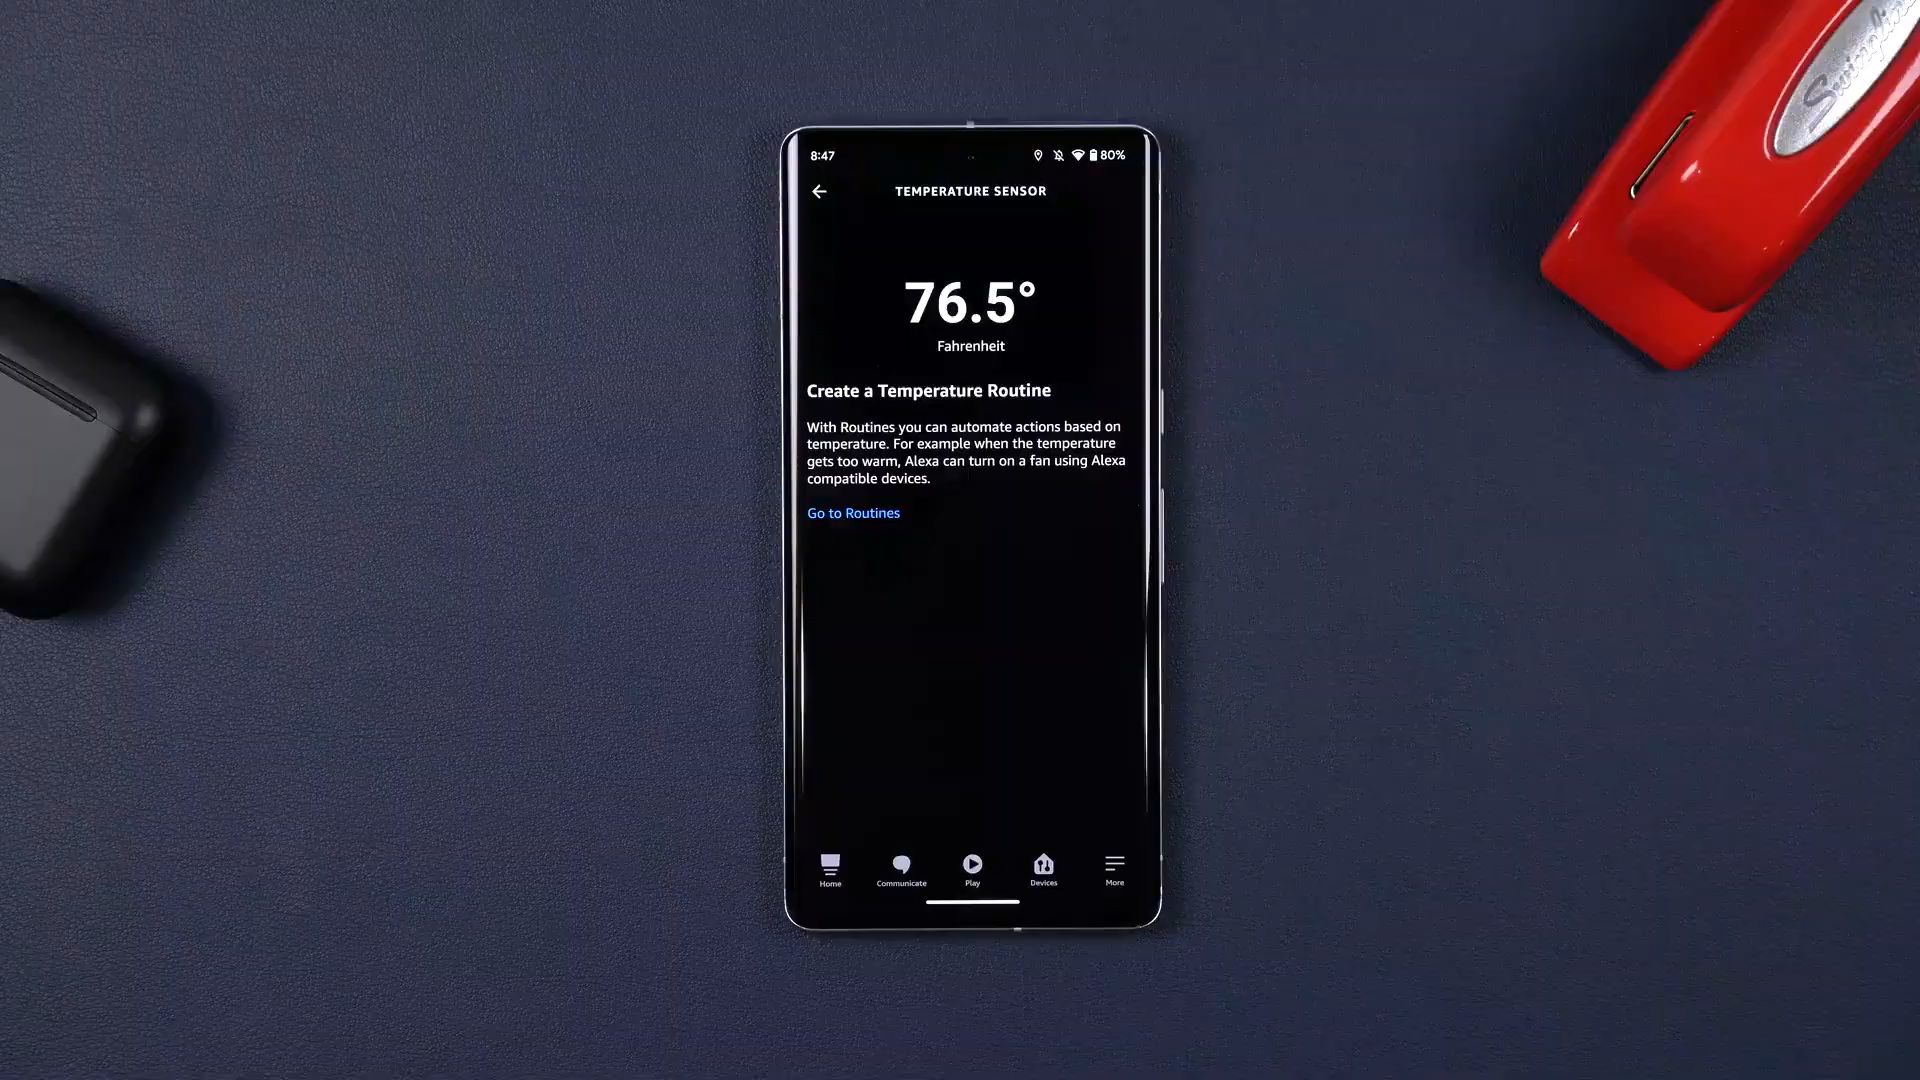 8:47
80%
TEMPERATURE SENSOR
76.5°
Fahrenheit
Create a Temperature Routine
With Routines you can automate actions based on
temperature. For example when the temperature
gets too warm, Alexa can turn on a fan using Alexa
compatible devices.
Go to Routines
Home
Communicate
Play
Devices
More